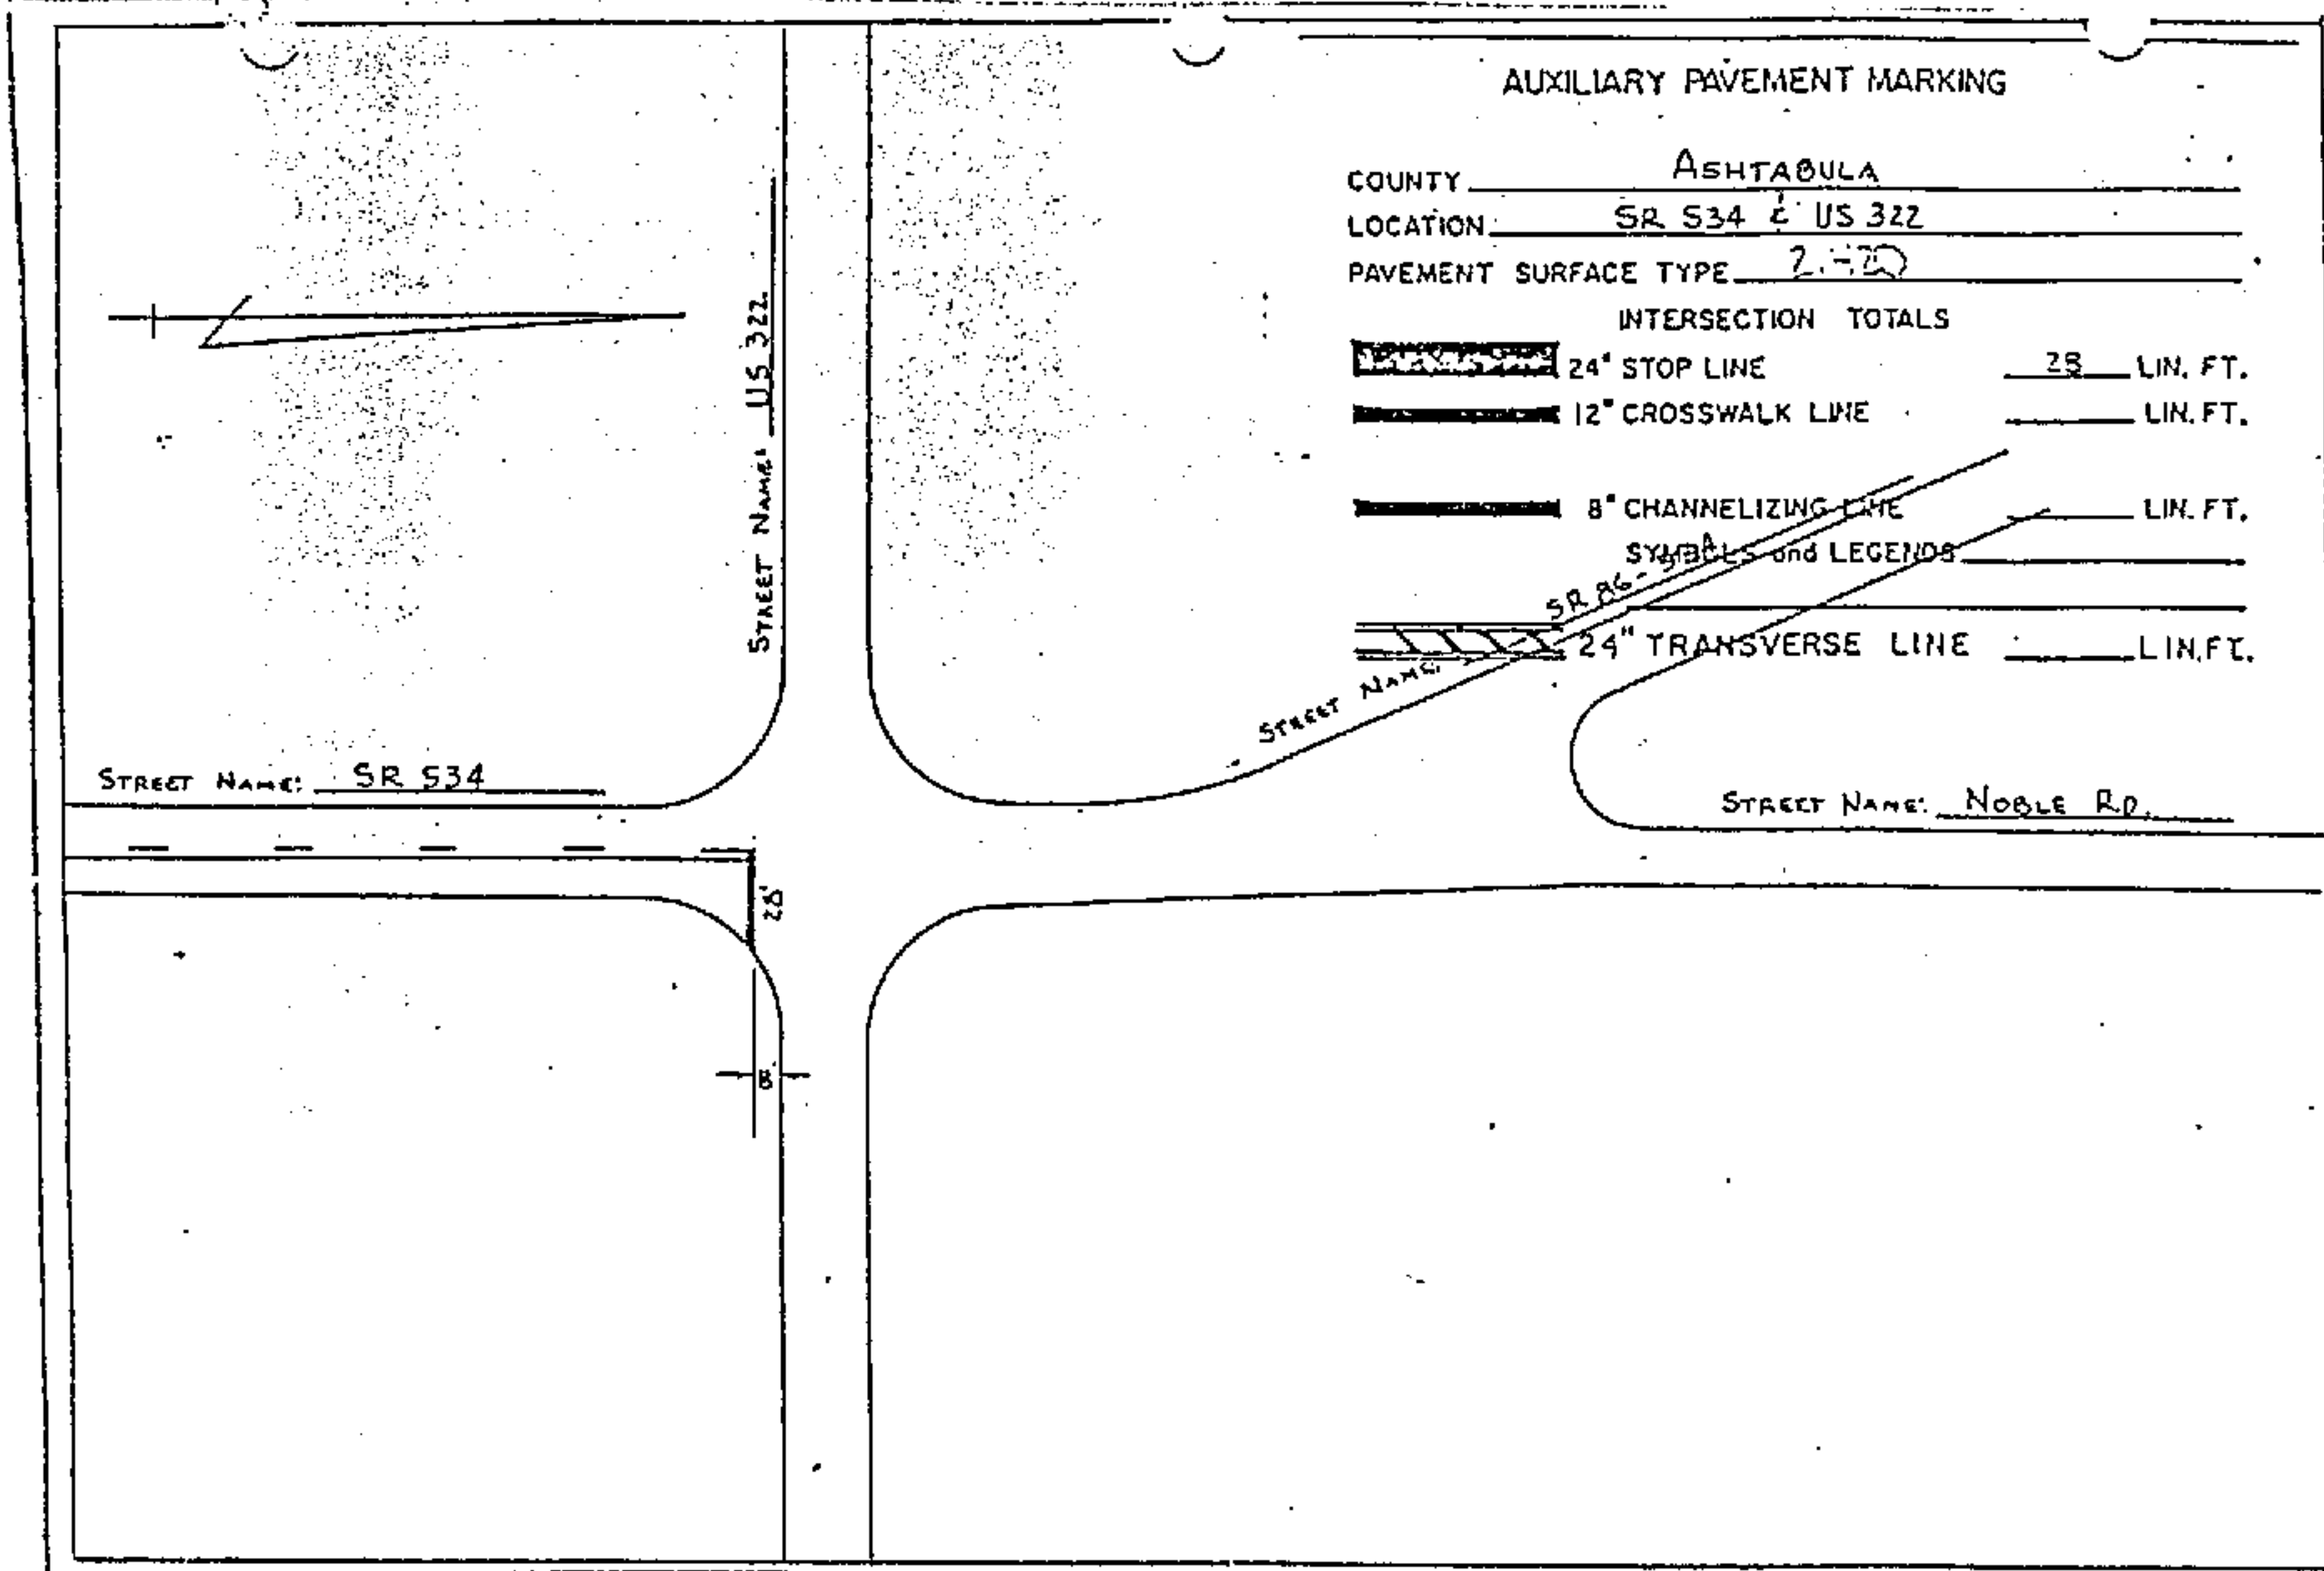 AUXILIARY PAVEMENT MARKING
COUNTY ASHTABULA
LOCATION: SR 534 & US 322
PAVEMENT SURFACE TYPE
INTERSECTION TOTALS
24" STOP LINE 28 LIN. FT.
12" CROSSWALK LINE LIN. FT.
8" CHANNELIZING LINE LIN. FT.
SYMBOLS and LEGENDS
24" TRANSVERSE LINE LIN. FT.
STREET NAME: US 322
STREET NAME: SR 86-534
STREET NAME: SR 534
STREET NAME: NOBLE RD.
28'
8'